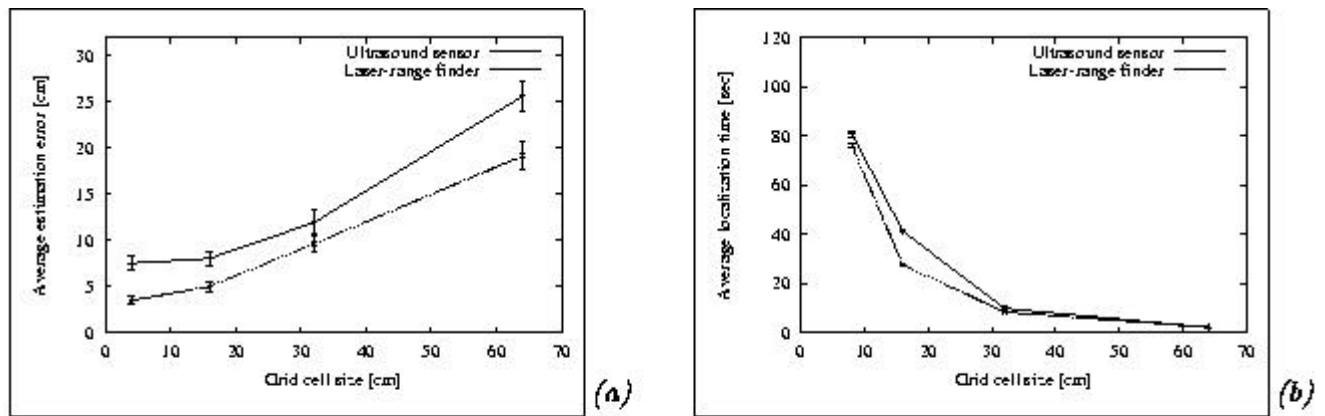 30
25
20
15
10
5
0
Average estimation error [cm]
Ultrasound sensor
Laser-range finder
0 10 20 30 40 50 60 70
Grid cell size [cm]
(a)
120
100
80
60
40
20
0
Average localization time [sec]
Ultrasound sensor
Laser-range finder
0 10 20 30 40 50 60 70
Grid cell size [cm]
(b)